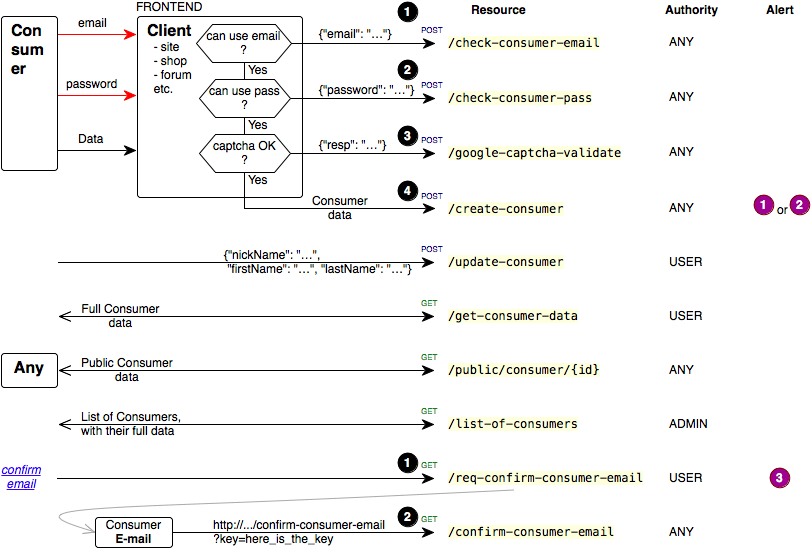 FRONTEND
Resource
Authority
Alert
Con
sum
er
email
password
Data
Client
- site
- shop
- forum
etc.
can use email
?
Yes
can use pass
?
Yes
captcha OK
?
Yes
1
{"email": "..."}
POST
/check-consumer-email
ANY
2
{"password": "..."}
POST
/check-consumer-pass
ANY
3
{"resp": "..."}
POST
/google-captcha-validate
ANY
4
Consumer
data
POST
/create-consumer
ANY
1 or 2
{"nickName": "...",
"firstName": "...", "lastName": "..."}
POST
/update-consumer
USER
Full Consumer
data
GET
/get-consumer-data
USER
Any
Public Consumer
data
GET
/public/consumer/{id}
ANY
List of Consumers,
with their full data
GET
/list-of-consumers
ADMIN
confirm
email
1
GET
/req-confirm-consumer-email
USER
3
Consumer
E-mail
http://.../confirm-consumer-email
?key=here_is_the_key
2
GET
/confirm-consumer-email
ANY